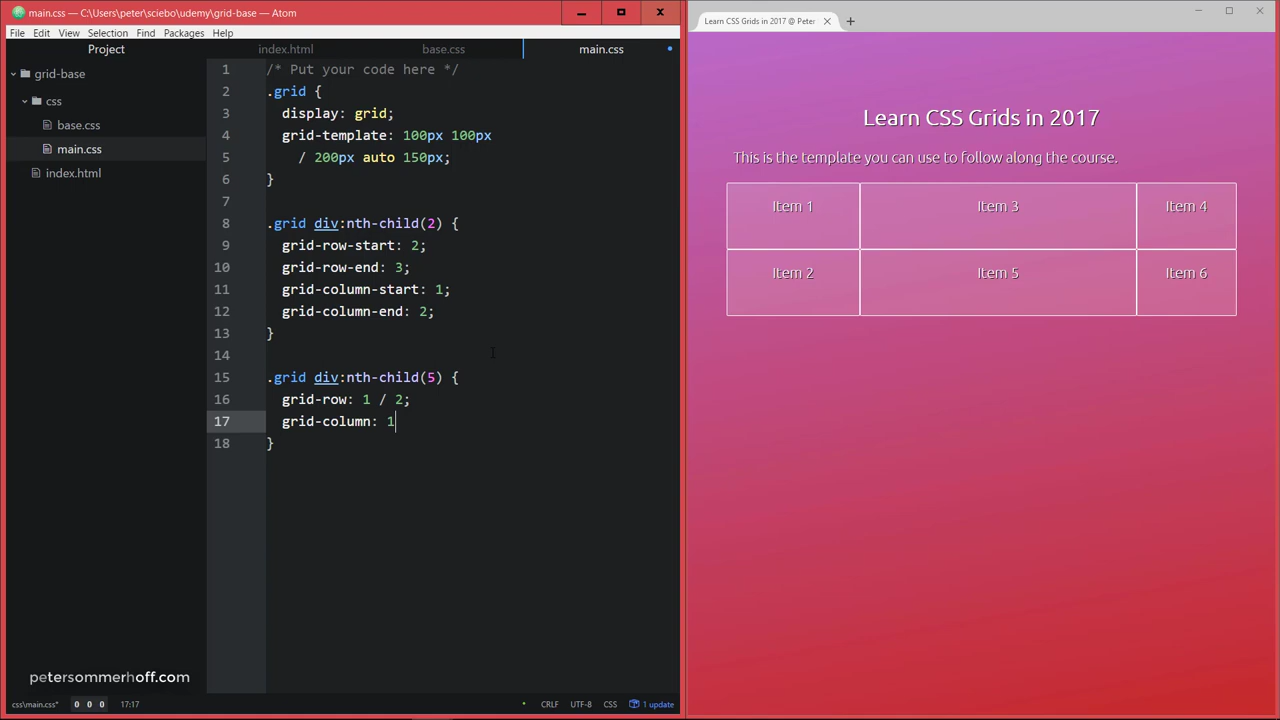 main.css — C:\Users\peter\sciebo\udemy\grid-base - Atom
File Edit View Selection Find Packages Help
Project
index.html
base.css
main.css
grid-base
css
base.css
main.css
index.html
1 /* Put your code here */
2 .grid {
3 display: grid;
4 grid-template: 100px 100px
5 / 200px auto 150px;
6 }
7
8 .grid div:nth-child(2) {
9 grid-row-start: 2;
10 grid-row-end: 3;
11 grid-column-start: 1;
12 grid-column-end: 2;
13 }
14
15 .grid div:nth-child(5) {
16 grid-row: 1 / 2;
17 grid-column: 1
18 }
petersommerhoff.com
css\main.css* 0 0 0 17:17 CRLF UTF-8 CSS 1 update
Learn CSS Grids in 2017 @ Peter
Learn CSS Grids in 2017
This is the template you can use to follow along the course.
Item 1 Item 3 Item 4
Item 2 Item 5 Item 6